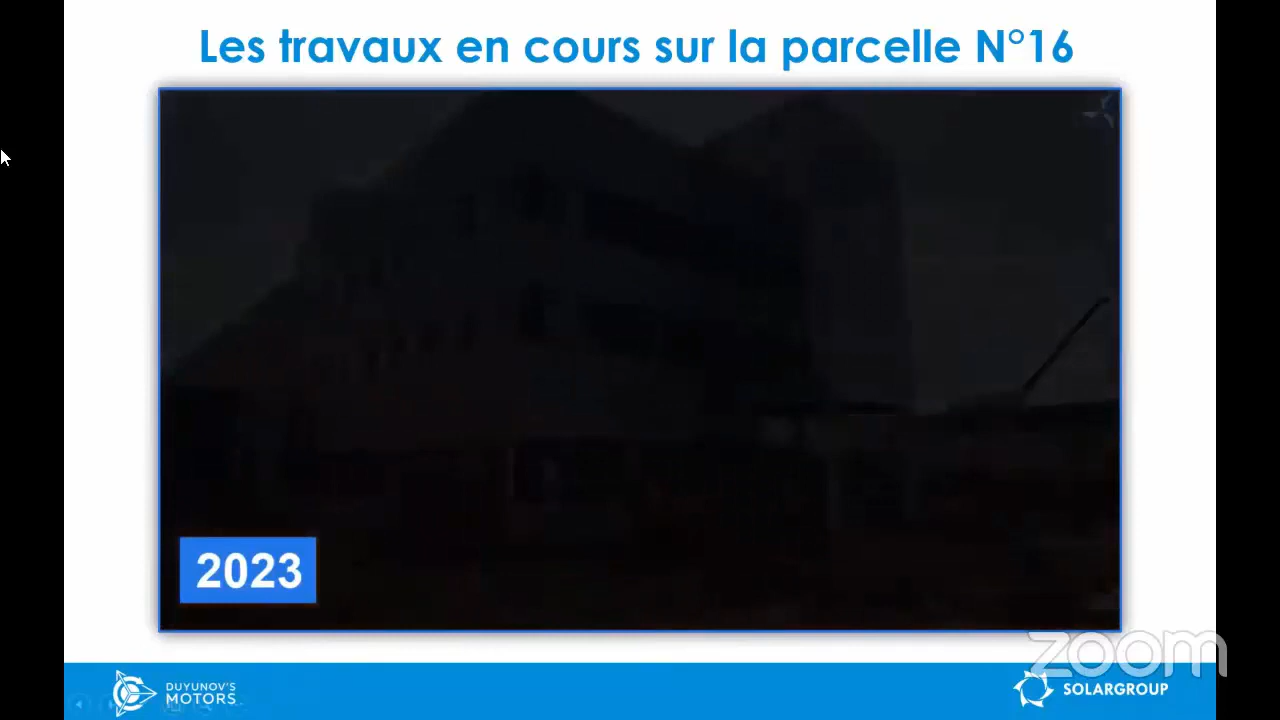 Les travaux en cours sur la parcelle N°16
2023
zoom
DUYUNOV'S
MOTORS
SOLARGROUP